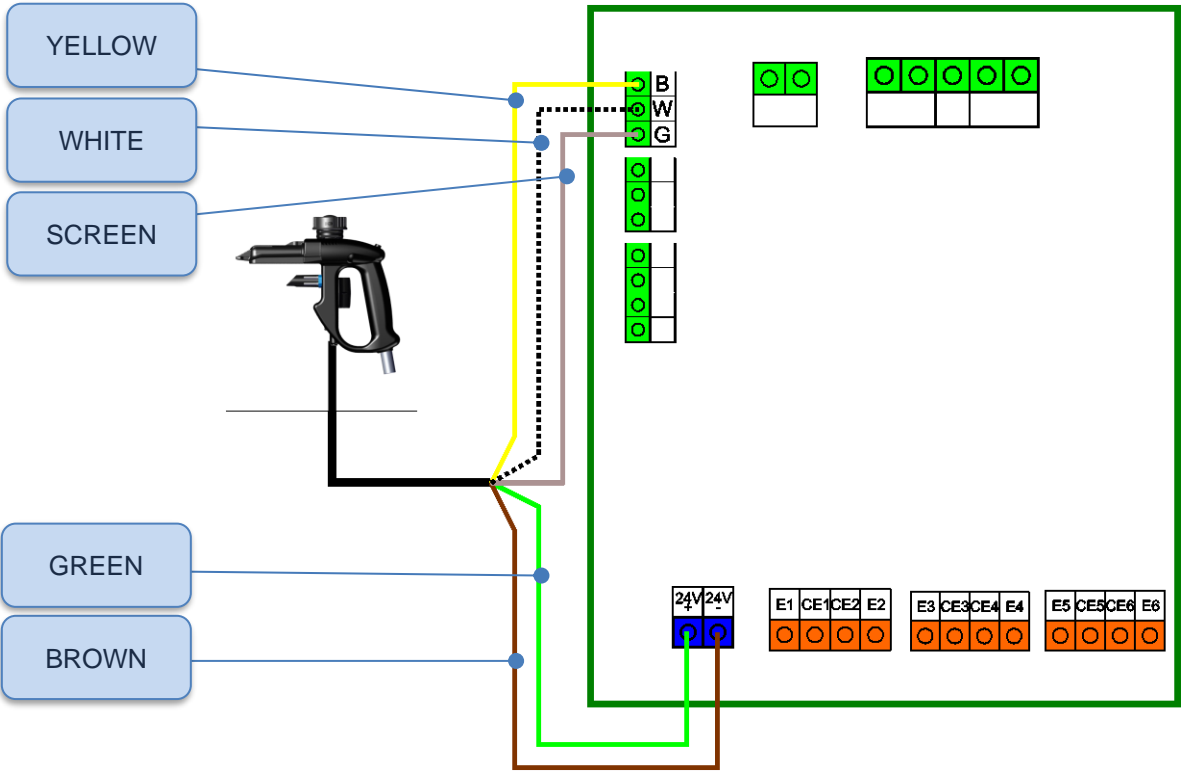 YELLOW
WHITE
SCREEN
B
W
G
GREEN
BROWN
24V 24V
+ -
E1 CE1 CE2 E2
E3 CE3 CE4 E4
E5 CE5 CE6 E6